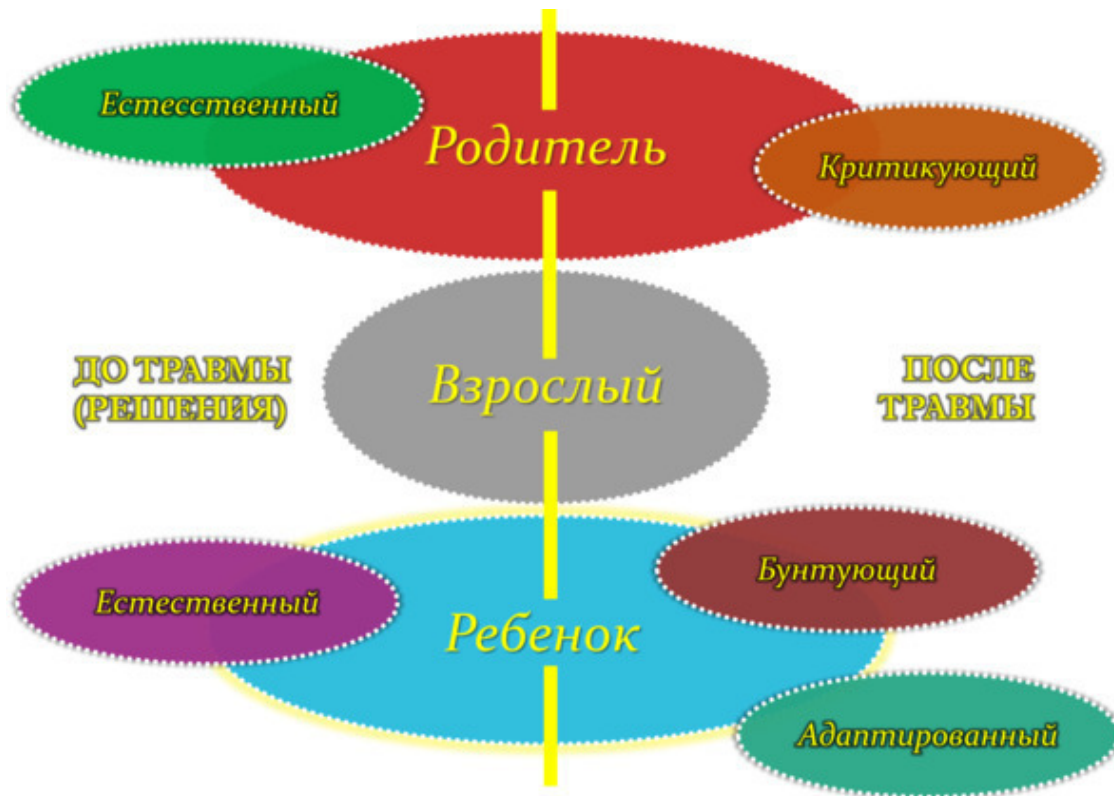 Естесственный
Родитель
Критикующий
ДО ТРАВМЫ
(РЕШЕНИЯ)
Взрослый
ПОСЛЕ
ТРАВМЫ
Естественный
Ребенок
Бунтующий
Адаптированный